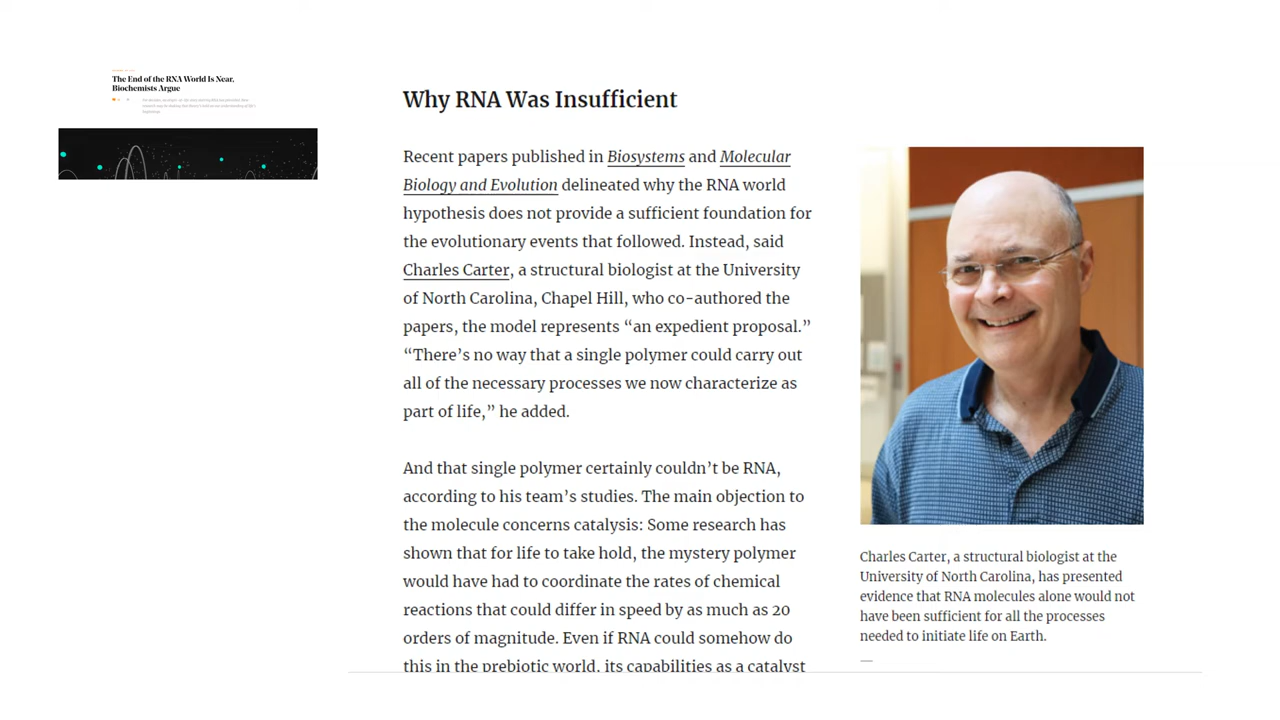 The End of the RNA World Is Near,
Biochemists Argue
Why RNA Was Insufficient
Recent papers published in Biosystems and Molecular
Biology and Evolution delineated why the RNA world
hypothesis does not provide a sufficient foundation for
the evolutionary events that followed. Instead, said
Charles Carter, a structural biologist at the University
of North Carolina, Chapel Hill, who co-authored the
papers, the model represents “an expedient proposal.”
“There’s no way that a single polymer could carry out
all of the necessary processes we now characterize as
part of life,” he added.
And that single polymer certainly couldn’t be RNA,
according to his team’s studies. The main objection to
the molecule concerns catalysis: Some research has
shown that for life to take hold, the mystery polymer
would have had to coordinate the rates of chemical
reactions that could differ in speed by as much as 20
orders of magnitude. Even if RNA could somehow do
this in the prebiotic world, its capabilities as a catalyst
Charles Carter, a structural biologist at the
University of North Carolina, has presented
evidence that RNA molecules alone would not
have been sufficient for all the processes
needed to initiate life on Earth.